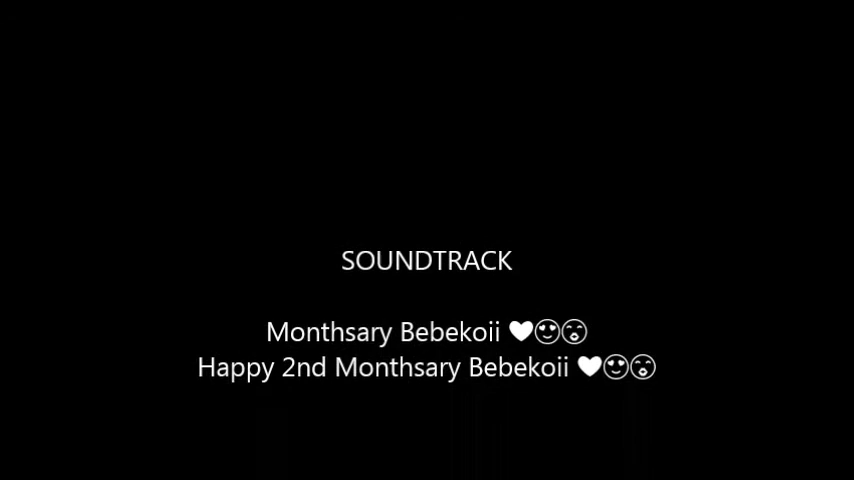 SOUNDTRACK
Monthsary Bebekoii 🤍😍😚
Happy 2nd Monthsary Bebekoii 🤍😍😚